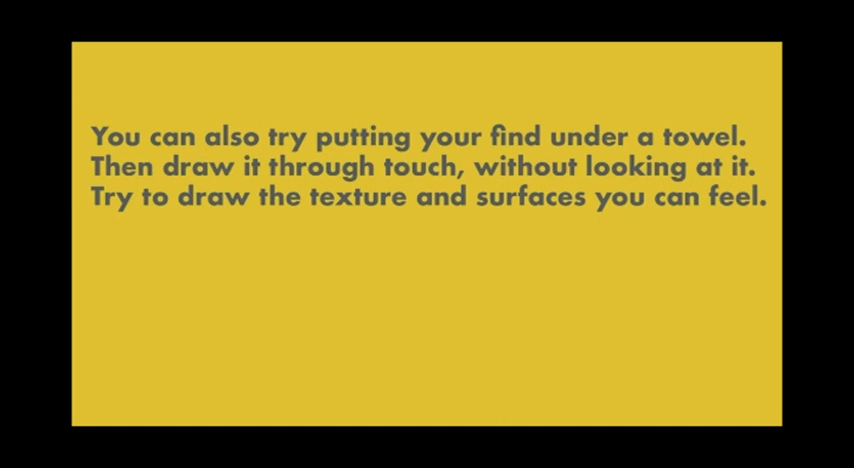 You can also try putting your find under a towel.
Then draw it through touch, without looking at it.
Try to draw the texture and surfaces you can feel.